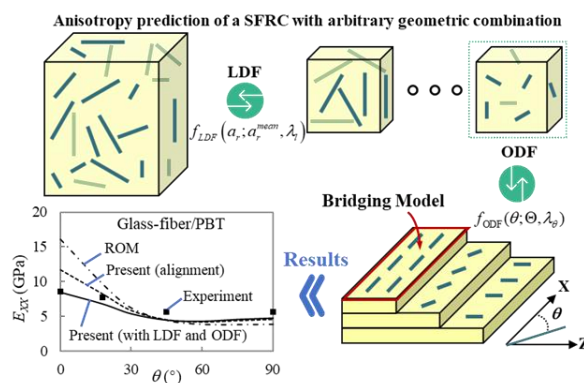 Anisotropy prediction of a SFRC with arbitrary geometric combination
LDF
f_LDF(a_r; a_r^mean, λ_l)
ODF
f_ODF(θ; Θ, λ_θ)
Bridging Model
Results
X
θ
Z
Glass-fiber/PBT
ROM
Present (alignment)
Experiment
Present (with LDF and ODF)
E_XX (GPa)
20
15
10
5
0
0
30
60
90
θ (°)